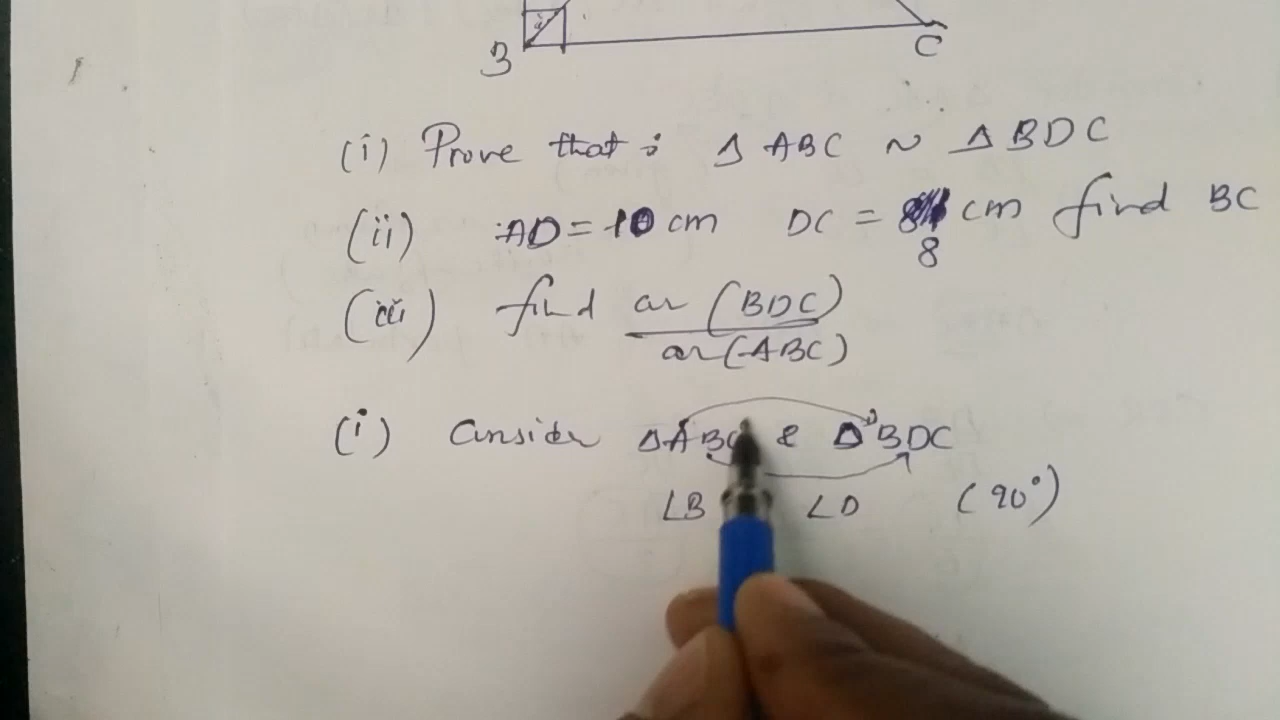 B C
(i) Prove that : Δ ABC ~ Δ BDC
(ii) AD = 10 cm DC = cm find BC
8
(iii) find ar (BDC)
ar (ABC)
(i) Consider ΔABC & ΔBDC
∠B ∠D (90°)